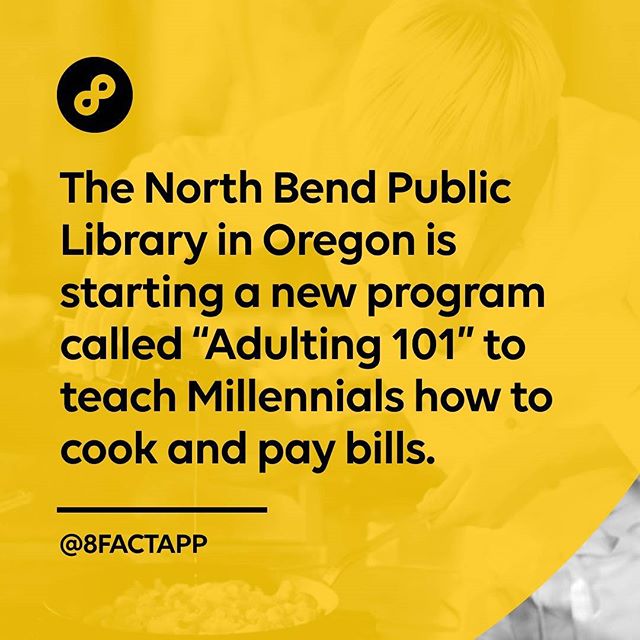 The North Bend Public
Library in Oregon is
starting a new program
called “Adulting 101” to
teach Millennials how to
cook and pay bills.
@8FACTAPP